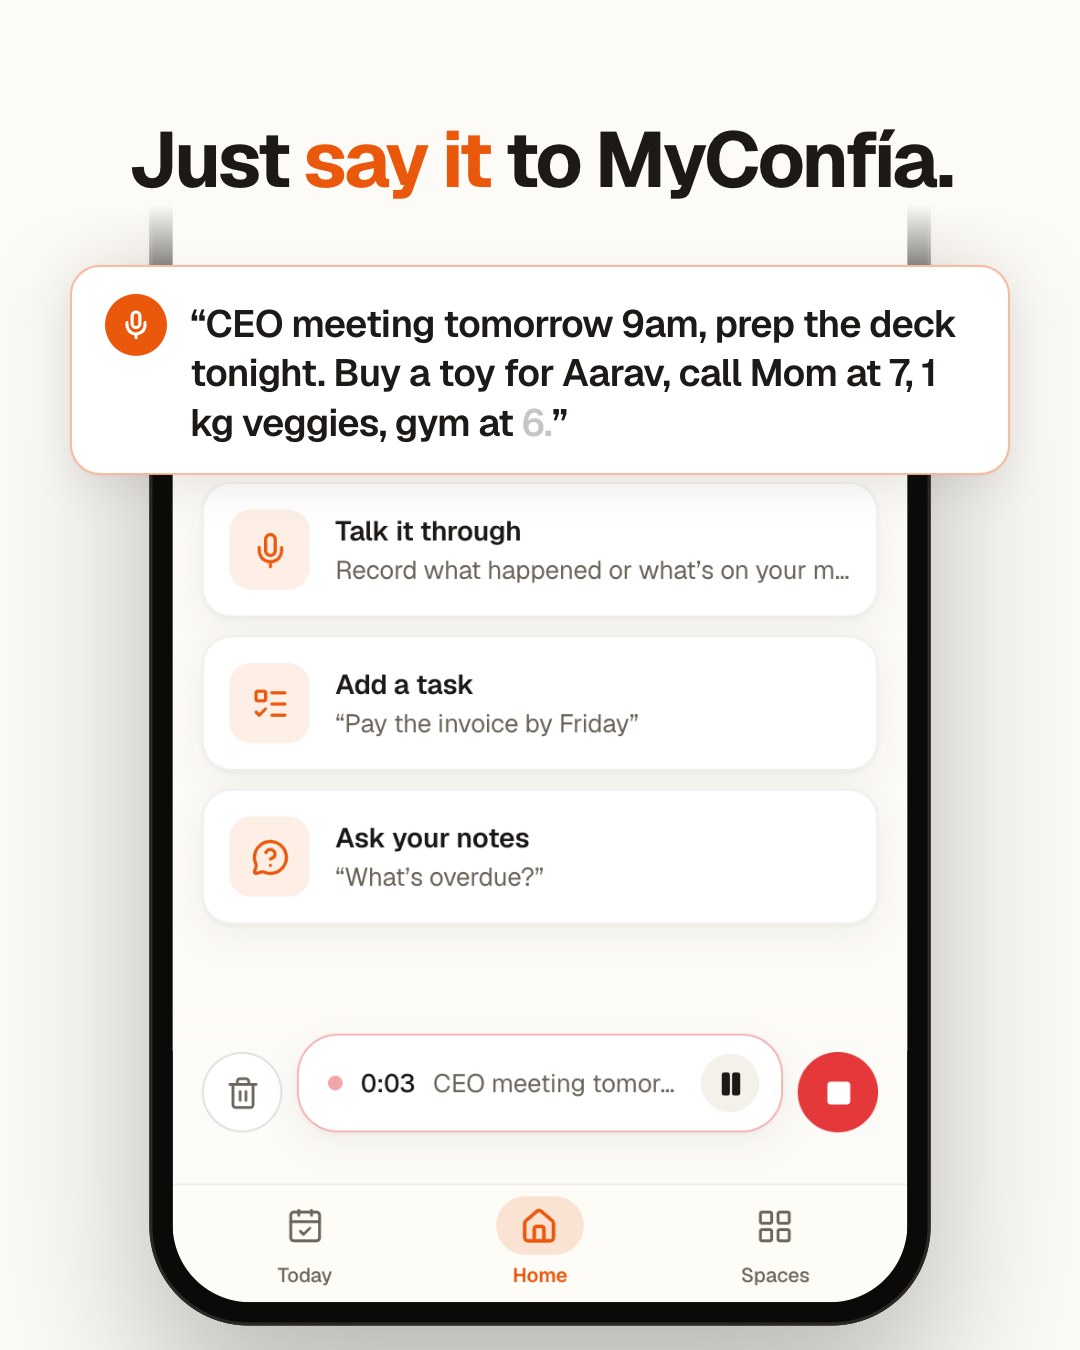 Just say it to MyConfía.
“CEO meeting tomorrow 9am, prep the deck
tonight. Buy a toy for Aarav, call Mom at 7, 1
kg veggies, gym at 6.”
Talk it through
Record what happened or what’s on your m...
Add a task
“Pay the invoice by Friday”
Ask your notes
“What’s overdue?”
0:03 CEO meeting tomor...
Today
Home
Spaces